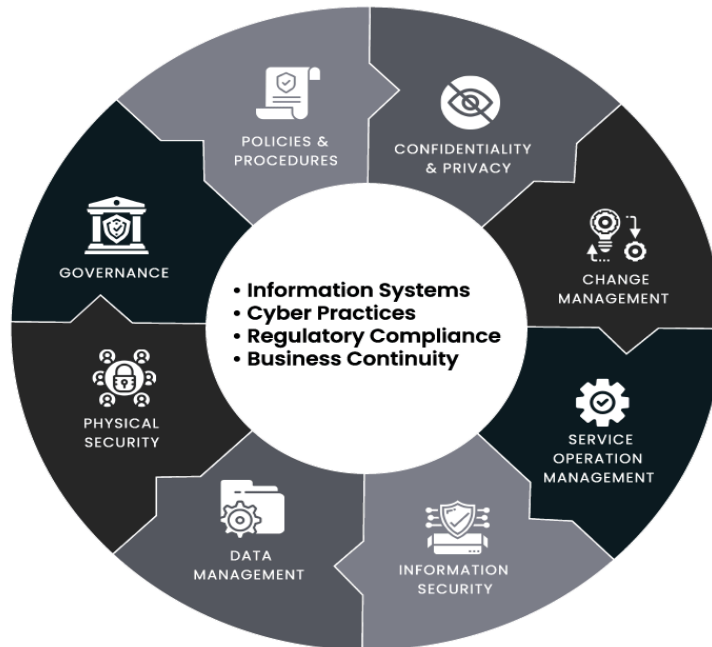 POLICIES &
PROCEDURES
CONFIDENTIALITY
& PRIVACY
CHANGE
MANAGEMENT
SERVICE
OPERATION
MANAGEMENT
INFORMATION
SECURITY
DATA
MANAGEMENT
PHYSICAL
SECURITY
GOVERNANCE
• Information Systems
• Cyber Practices
• Regulatory Compliance
• Business Continuity